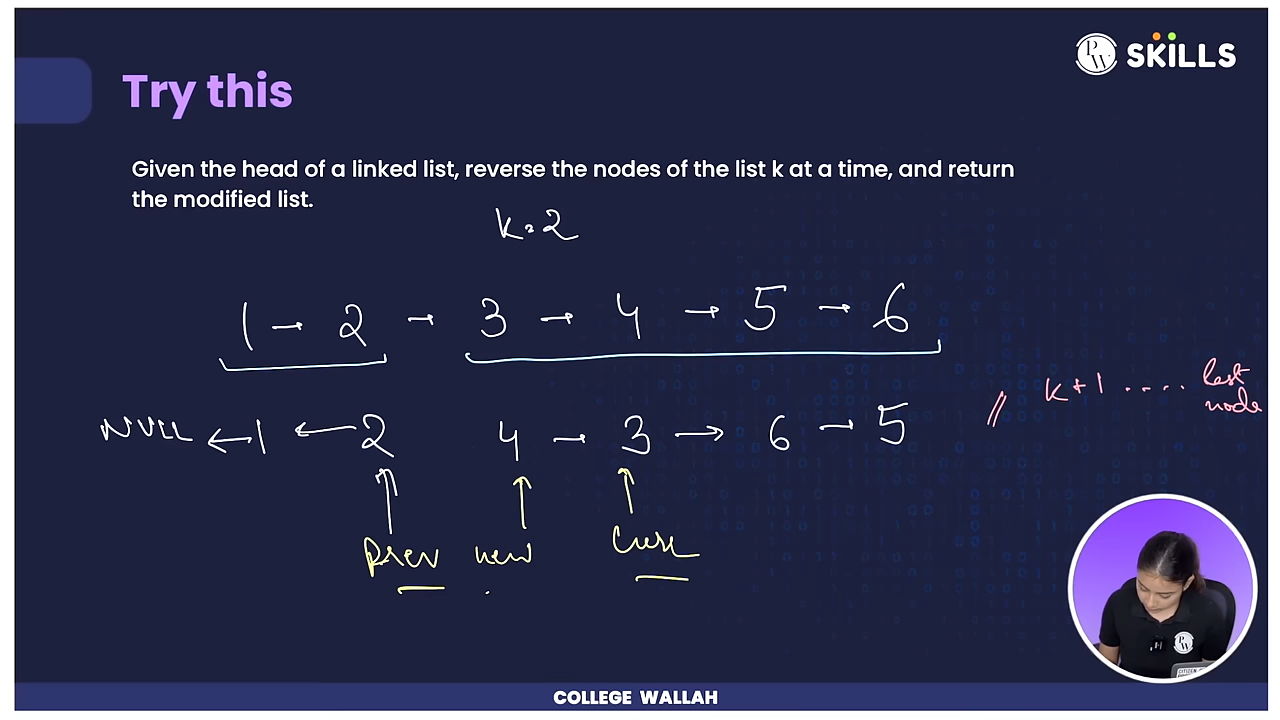 PW SKILLS
Try this
Given the head of a linked list, reverse the nodes of the list k at a time, and return
the modified list.
K=2
1 → 2 → 3 → 4 → 5 → 6
// K+1 .... last
node
NULL ← 1 ← 2 4 → 3 → 6 → 5
Prev new Curr
PW
COLLEGE WALLAH